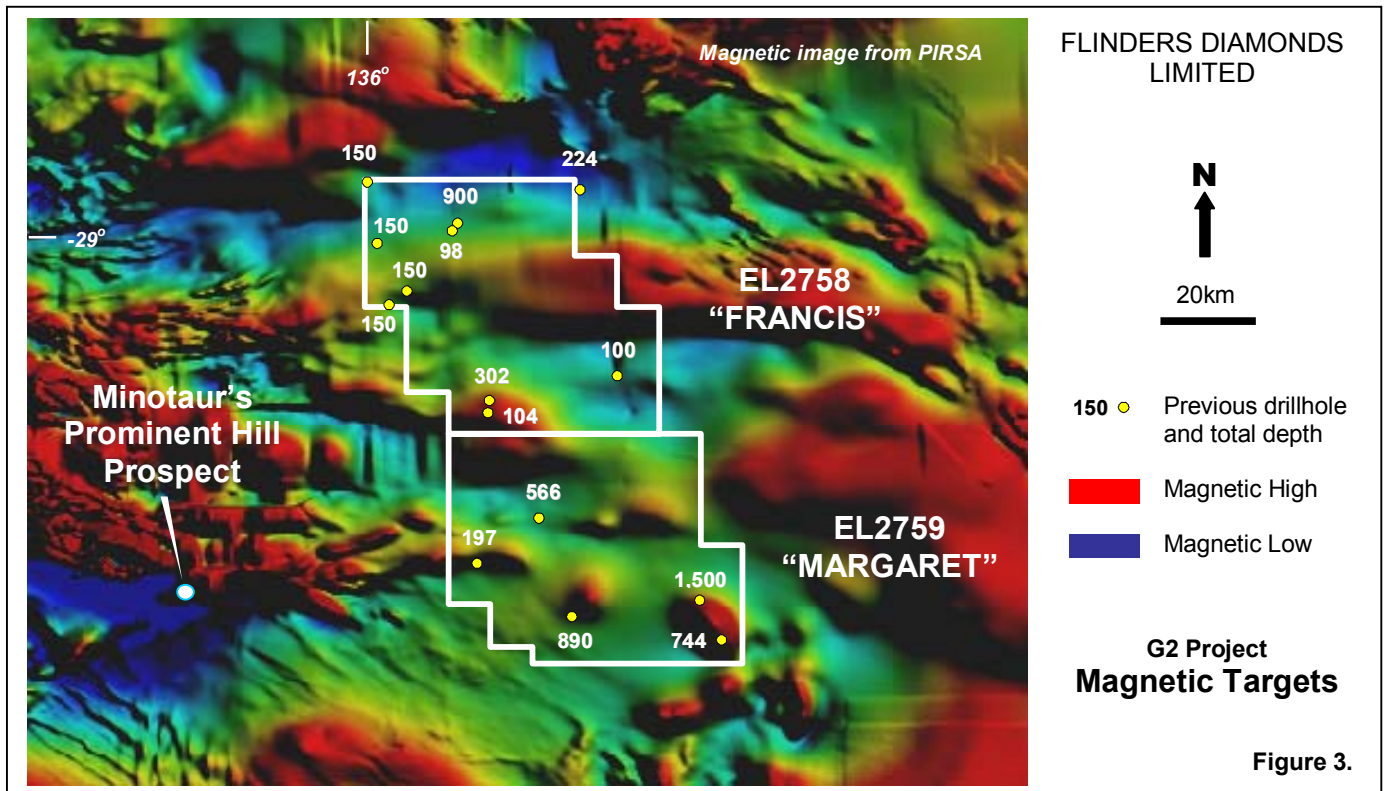 Magnetic image from PIRSA
136°
150
224
900
150
-29°
98
150
150
EL2758
“FRANCIS”
100
302
104
Minotaur's
Prominent Hill
Prospect
566
197
EL2759
“MARGARET”
1,500
890
744
FLINDERS DIAMONDS
LIMITED
N
20km
150 Previous drillhole
and total depth
Magnetic High
Magnetic Low
G2 Project
Magnetic Targets
Figure 3.